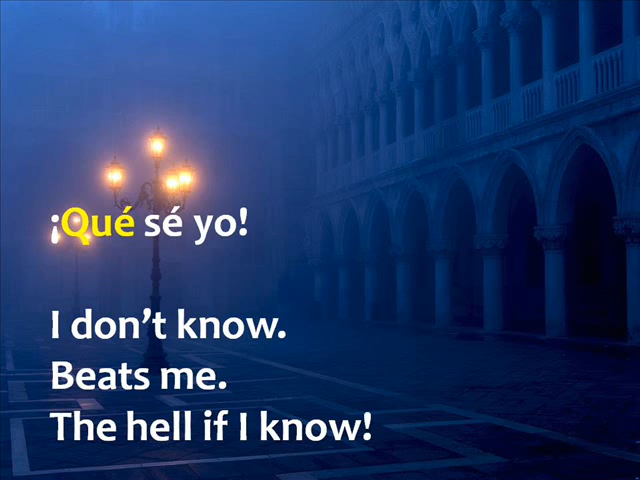 ¡Qué sé yo!
I don’t know.
Beats me.
The hell if I know!